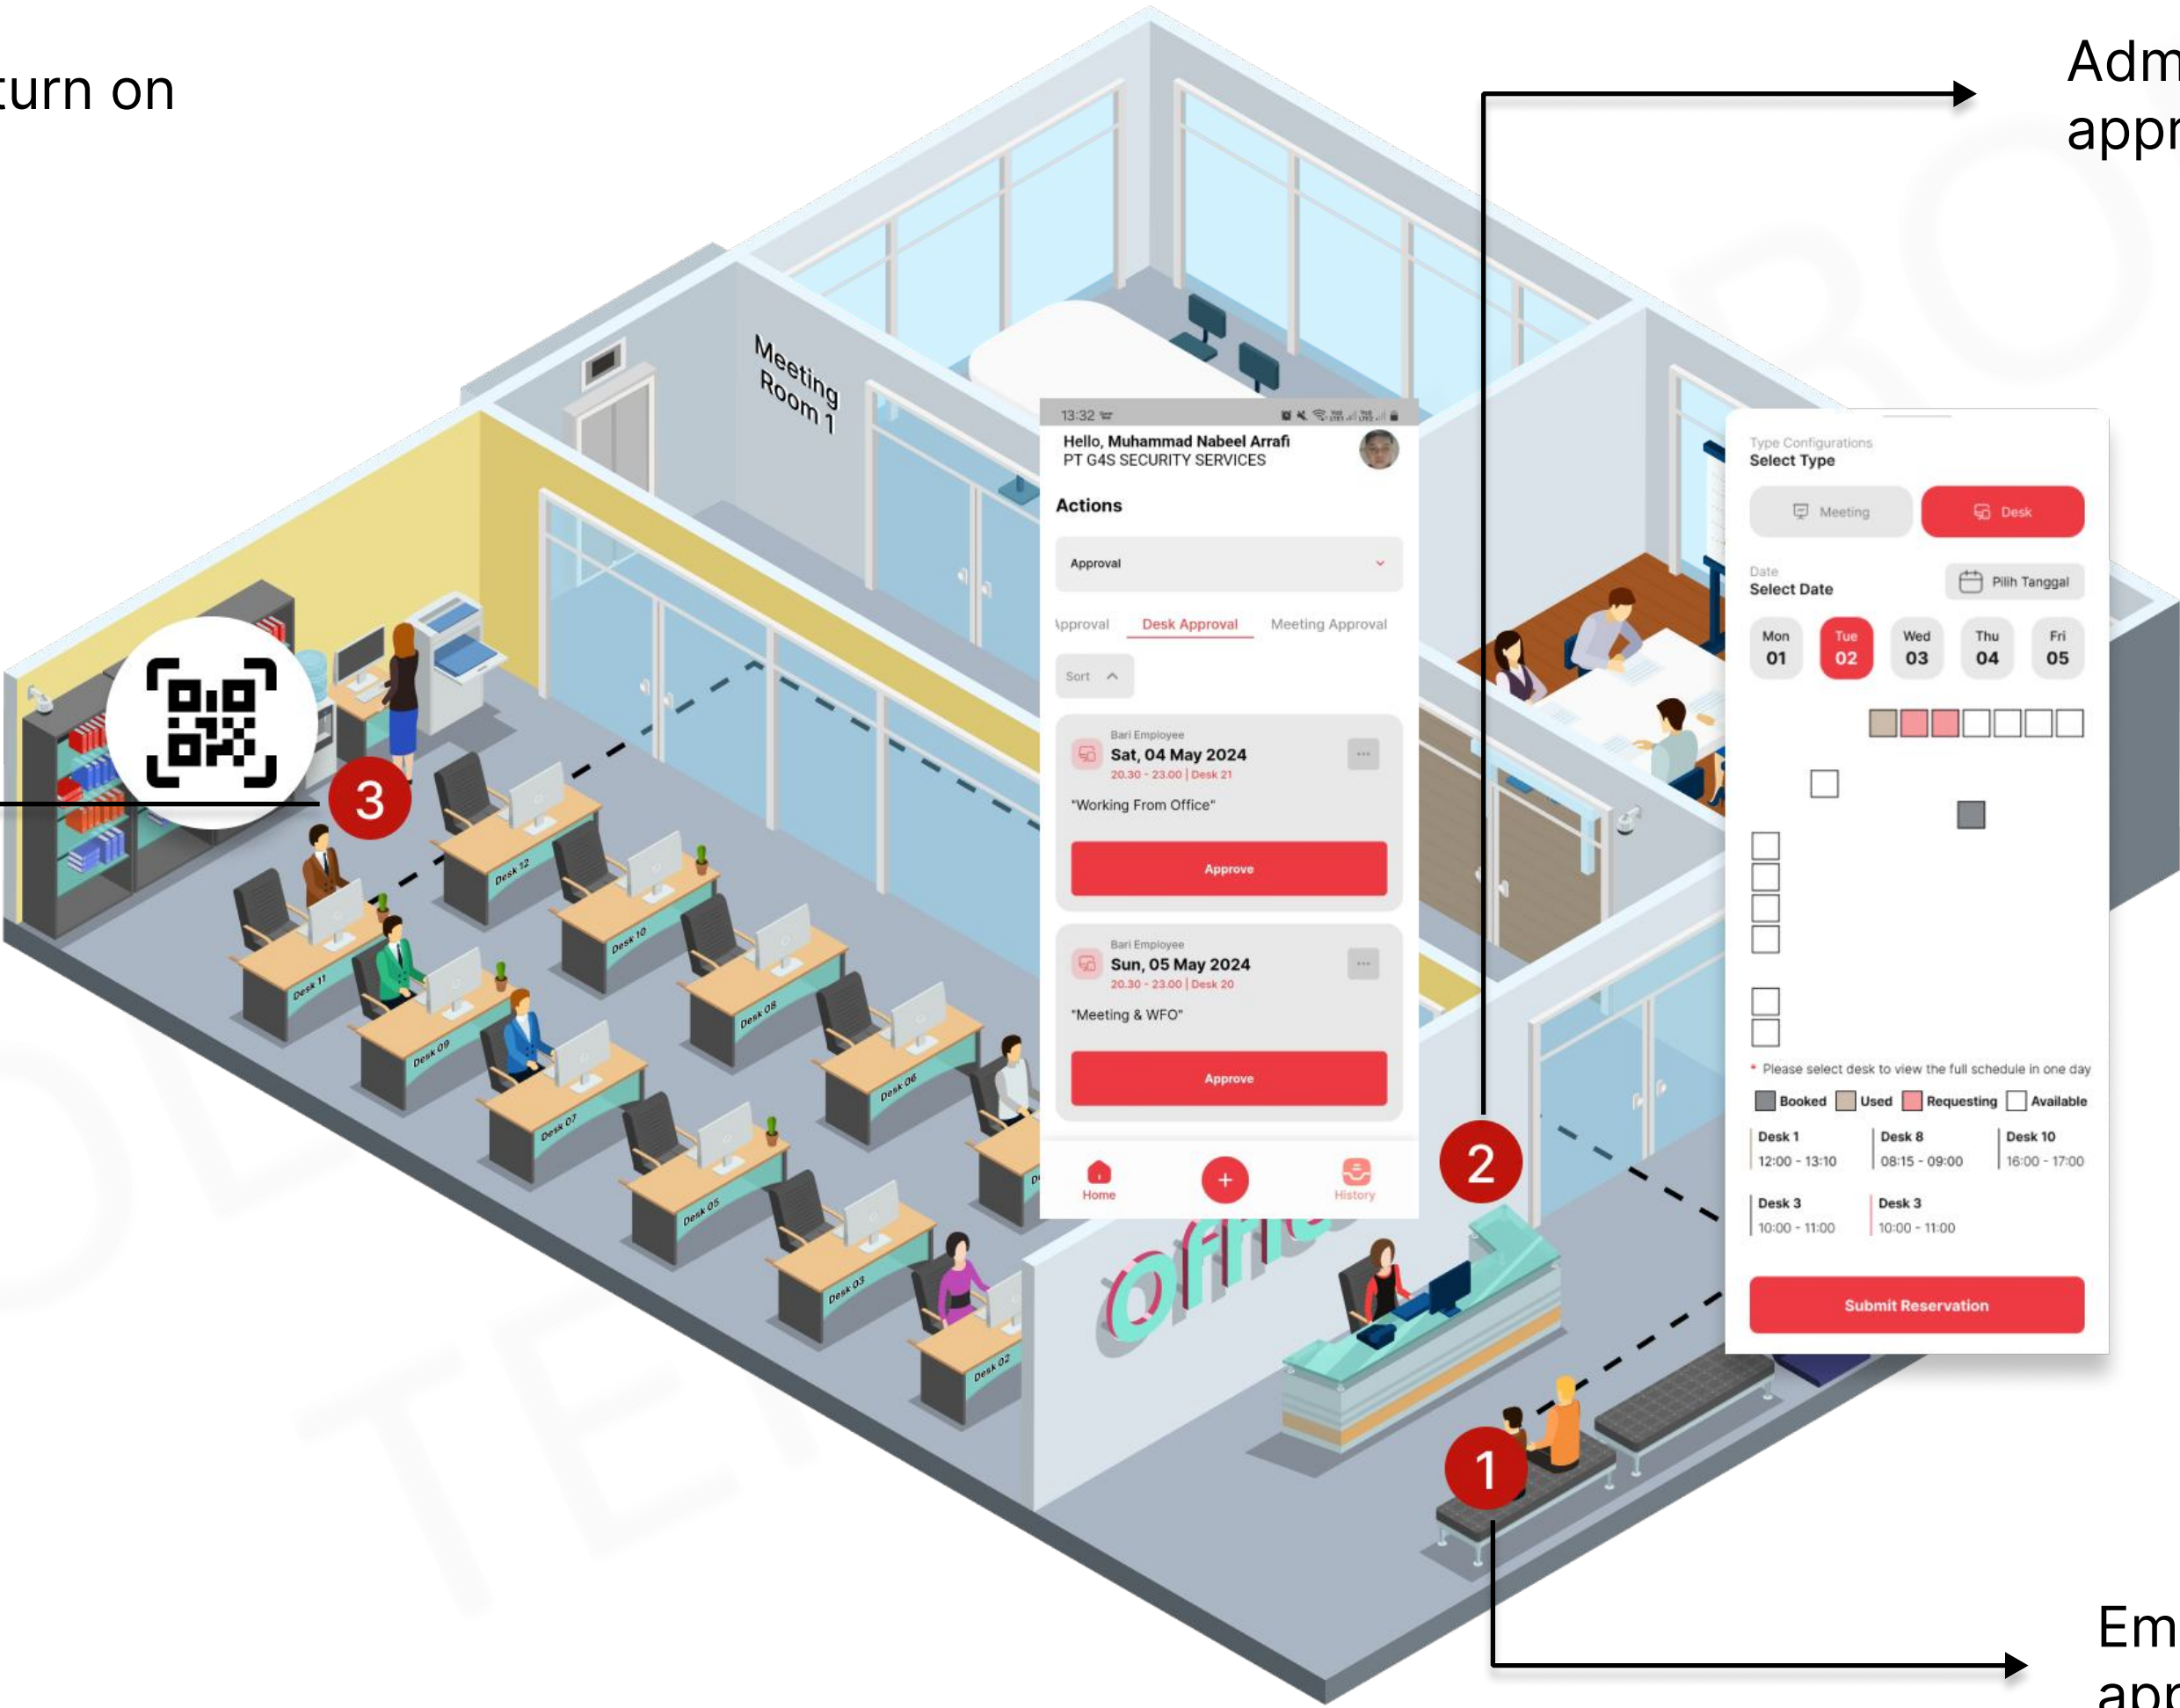 turn on
Adm
appr
Meeting
Room 1
13:32
Hello, Muhammad Nabeel Arrafi
PT G4S SECURITY SERVICES
Actions
Approval
Approval Desk Approval Meeting Approval
Sort
Bari Employee
Sat, 04 May 2024
20.30 - 23.00 | Desk 21
"Working From Office"
Approve
Bari Employee
Sun, 05 May 2024
20.30 - 23.00 | Desk 20
"Meeting & WFO"
Approve
Home
+
History
Type Configurations
Select Type
Meeting
Desk
Date
Select Date
Pilih Tanggal
Mon Tue Wed Thu Fri
01 02 03 04 05
* Please select desk to view the full schedule in one day
Booked Used Requesting Available
Desk 1 Desk 8 Desk 10
12:00 - 13:10 08:15 - 09:00 16:00 - 17:00
Desk 3 Desk 3
10:00 - 11:00 10:00 - 11:00
Submit Reservation
3
Desk 12
Desk 10
Desk 11
Desk 08
Desk 09
Desk 06
Desk 07
Desk 05
Desk 03
Desk 02
2
Offic
1
Em
app